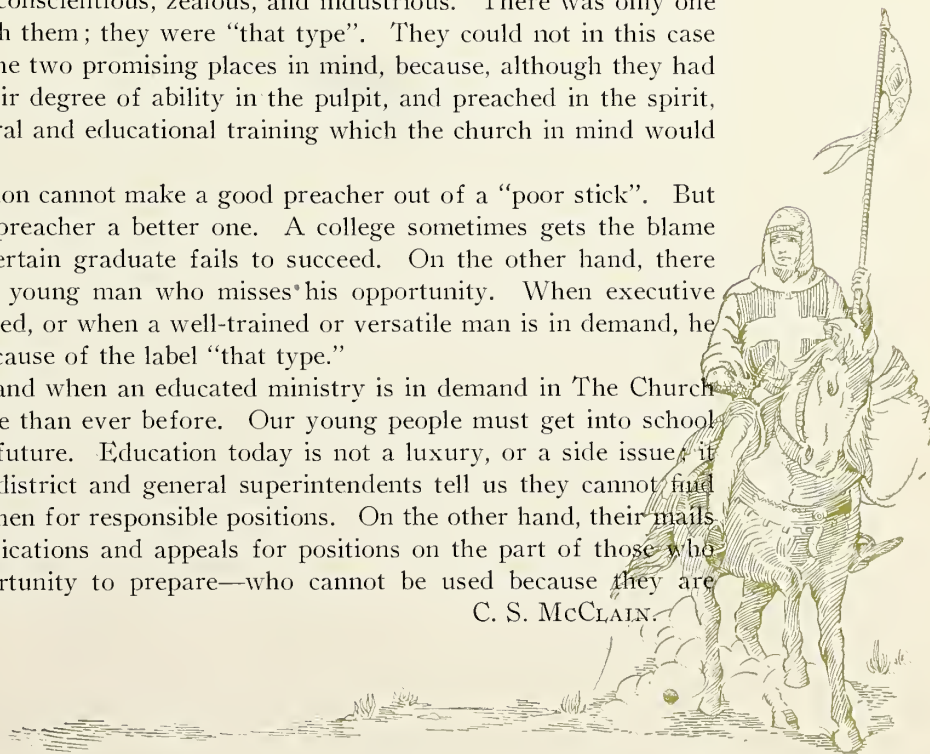 conscientious, zealous, and industrious. There was only one
h them; they were “that type”. They could not in this case
ne two promising places in mind, because, although they had
ir degree of ability in the pulpit, and preached in the spirit,
ral and educational training which the church in mind would
on cannot make a good preacher out of a “poor stick”. But
preacher a better one. A college sometimes gets the blame
ertain graduate fails to succeed. On the other hand, there
young man who misses his opportunity. When executive
ed, or when a well-trained or versatile man is in demand, he
cause of the label “that type.”
and when an educated ministry is in demand in The Church
e than ever before. Our young people must get into school
future. Education today is not a luxury, or a side issue; it
district and general superintendents tell us they cannot find
nen for responsible positions. On the other hand, their mails
ications and appeals for positions on the part of those who
rtunity to prepare—who cannot be used because they are
C. S. McClain.